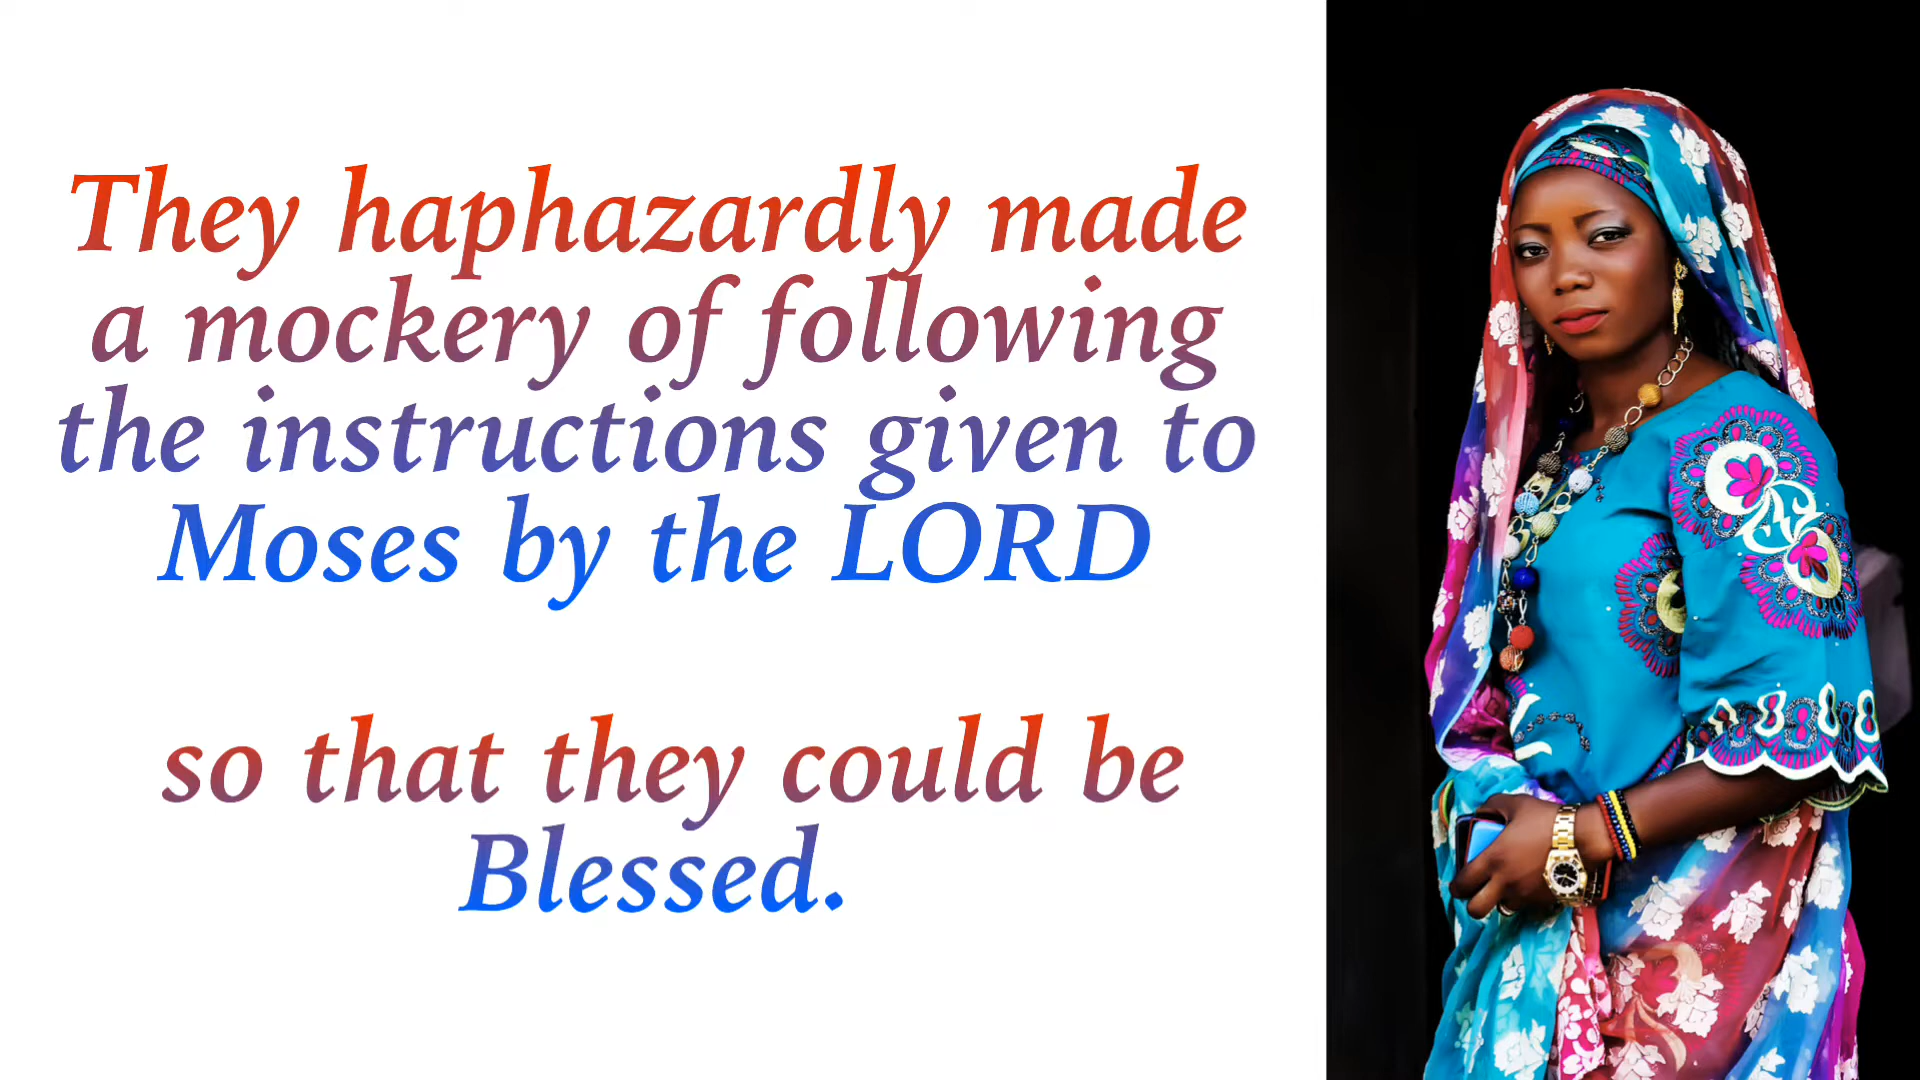 They haphazardly made
a mockery of following
the instructions given to
Moses by the LORD
so that they could be
Blessed.